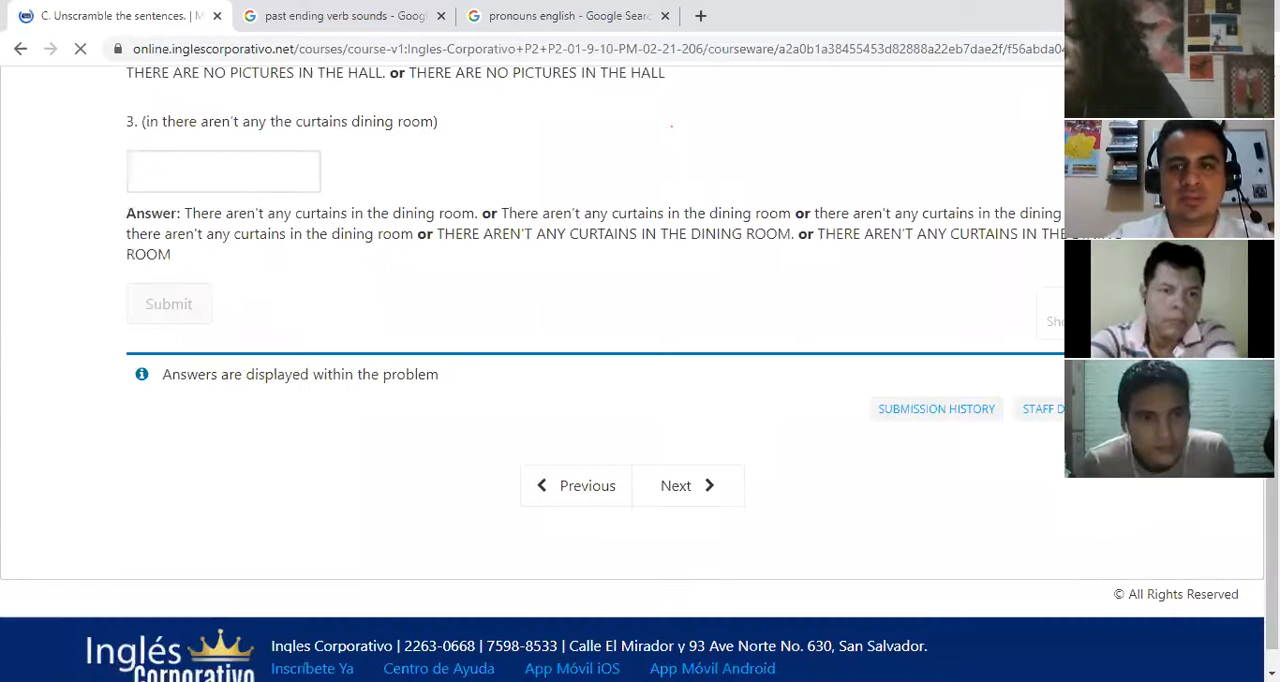 C. Unscramble the sentences. | M
past ending verb sounds - Googl
pronouns english - Google Searc
online.inglescorporativo.net/courses/course-v1:Ingles-Corporativo+P2+P2-01-9-10-PM-02-21-206/courseware/a2a0b1a38455453d82888a22eb7dae2f/f56abda04
THERE ARE NO PICTURES IN THE HALL. or THERE ARE NO PICTURES IN THE HALL
3. (in there aren't any the curtains dining room)
Answer: There aren't any curtains in the dining room. or There aren't any curtains in the dining room or there aren't any curtains in the dining
there aren't any curtains in the dining room or THERE AREN'T ANY CURTAINS IN THE DINING ROOM. or THERE AREN'T ANY CURTAINS IN THE
ROOM
Submit
Sho
Answers are displayed within the problem
SUBMISSION HISTORY
STAFF D
Previous
Next
© All Rights Reserved
Inglés Corporativo
Ingles Corporativo | 2263-0668 | 7598-8533 | Calle El Mirador y 93 Ave Norte No. 630, San Salvador.
Inscríbete Ya
Centro de Ayuda
App Móvil iOS
App Móvil Android